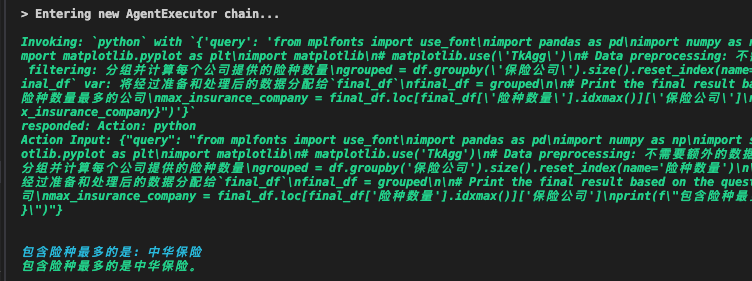 > Entering new AgentExecutor chain...
Invoking: `python` with `{'query': 'from mplfonts import use_font\nimport pandas as pd\nimport numpy as n
mport matplotlib.pyplot as plt\nimport matplotlib\n# matplotlib.use(\'TkAgg\')\n# Data preprocessing: 不
 filtering: 分组并计算每个公司提供的险种数量\ngrouped = df.groupby(\'保险公司\').size().reset_index(name=
inal_df` var: 将经过准备和处理后的数据分配给`final_df`\nfinal_df = grouped\n\n# Print the final result ba
险种数量最多的公司\nmax_insurance_company = final_df.loc[final_df[\'险种数量\'].idxmax()][\'保险公司\']\n
x_insurance_company}")'}`
responded: Action: python
Action Input: {"query": "from mplfonts import use_font\nimport pandas as pd\nimport numpy as np\nimport s
otlib.pyplot as plt\nimport matplotlib\n# matplotlib.use('TkAgg')\n# Data preprocessing: 不需要额外的数据
分组并计算每个公司提供的险种数量\ngrouped = df.groupby('保险公司').size().reset_index(name='险种数量')\n\
经过准备和处理后的数据分配给`final_df`\nfinal_df = grouped\n\n# Print the final result based on the quest
司\nmax_insurance_company = final_df.loc[final_df['险种数量'].idxmax()]['保险公司']\nprint(f\"包含险种最
}\")"}
包含险种最多的是: 中华保险
包含险种最多的是中华保险。